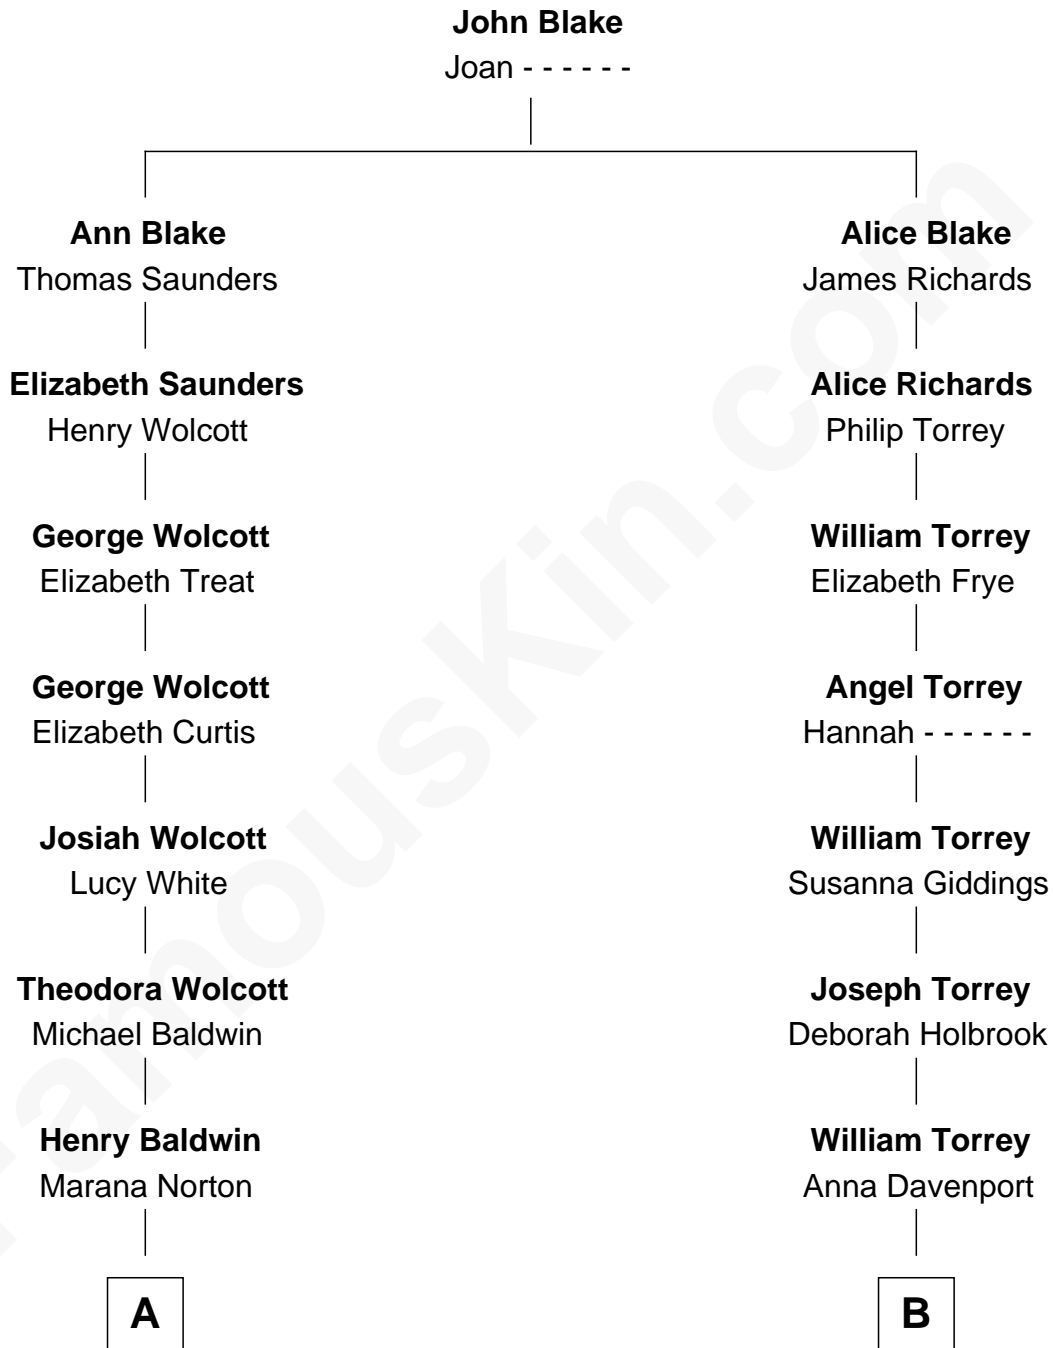 John Blake
Joan - - - - - -
Ann Blake
Thomas Saunders
Alice Blake
James Richards
Elizabeth Saunders
Henry Wolcott
Alice Richards
Philip Torrey
George Wolcott
Elizabeth Treat
William Torrey
Elizabeth Frye
George Wolcott
Elizabeth Curtis
Angel Torrey
Hannah - - - - - -
Josiah Wolcott
Lucy White
William Torrey
Susanna Giddings
Theodora Wolcott
Michael Baldwin
Joseph Torrey
Deborah Holbrook
Henry Baldwin
Marana Norton
William Torrey
Anna Davenport
A
B
FamousKin.com